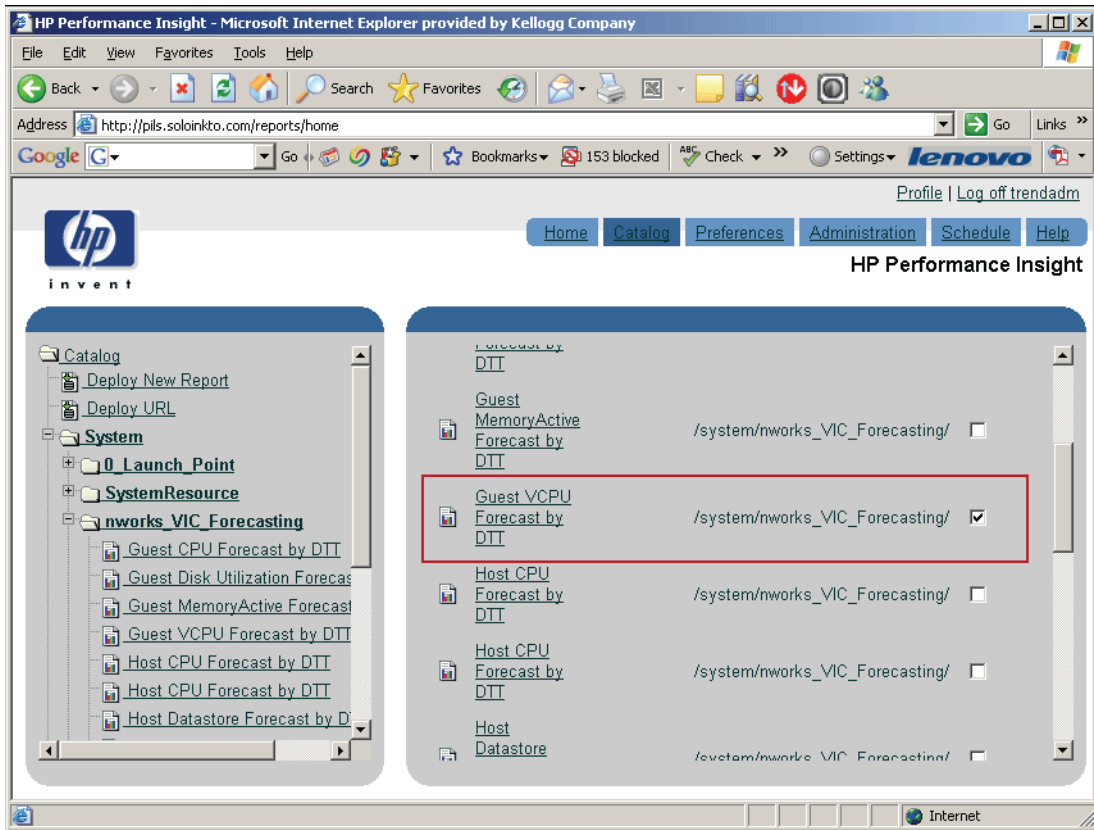 HP Performance Insight - Microsoft Internet Explorer provided by Kellogg Company
File Edit View Favorites Tools Help
Back Search Favorites
Address http://pils.soloinkto.com/reports/home Go Links »
Google G Go Bookmarks 153 blocked ABC Check » Settings lenovo
Profile | Log off trendadm
hp
invent
Home Catalog Preferences Administration Schedule Help
HP Performance Insight
Catalog
Deploy New Report
Deploy URL
System
0_Launch_Point
SystemResource
nworks_VIC_Forecasting
Guest CPU Forecast by DTT
Guest Disk Utilization Forecas
Guest MemoryActive Forecast
Guest VCPU Forecast by DTT
Host CPU Forecast by DTT
Host CPU Forecast by DTT
Host Datastore Forecast by D
Forecast by
DTT
Guest
MemoryActive
Forecast by
DTT
/system/nworks_VIC_Forecasting/
Guest VCPU
Forecast by
DTT
/system/nworks_VIC_Forecasting/
Host CPU
Forecast by
DTT
/system/nworks_VIC_Forecasting/
Host CPU
Forecast by
DTT
/system/nworks_VIC_Forecasting/
Host
Datastore
/system/nworks_VIC_Forecasting/
Internet